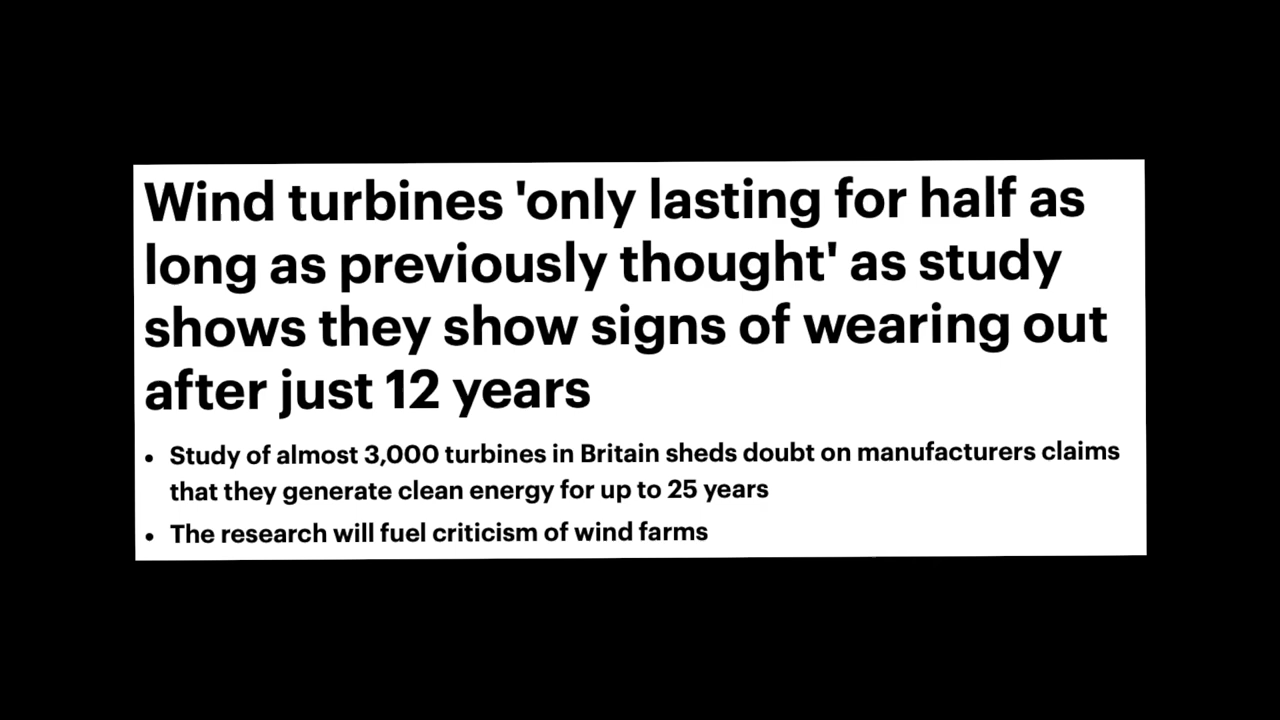 Wind turbines 'only lasting for half as
long as previously thought' as study
shows they show signs of wearing out
after just 12 years
• Study of almost 3,000 turbines in Britain sheds doubt on manufacturers claims
that they generate clean energy for up to 25 years
• The research will fuel criticism of wind farms